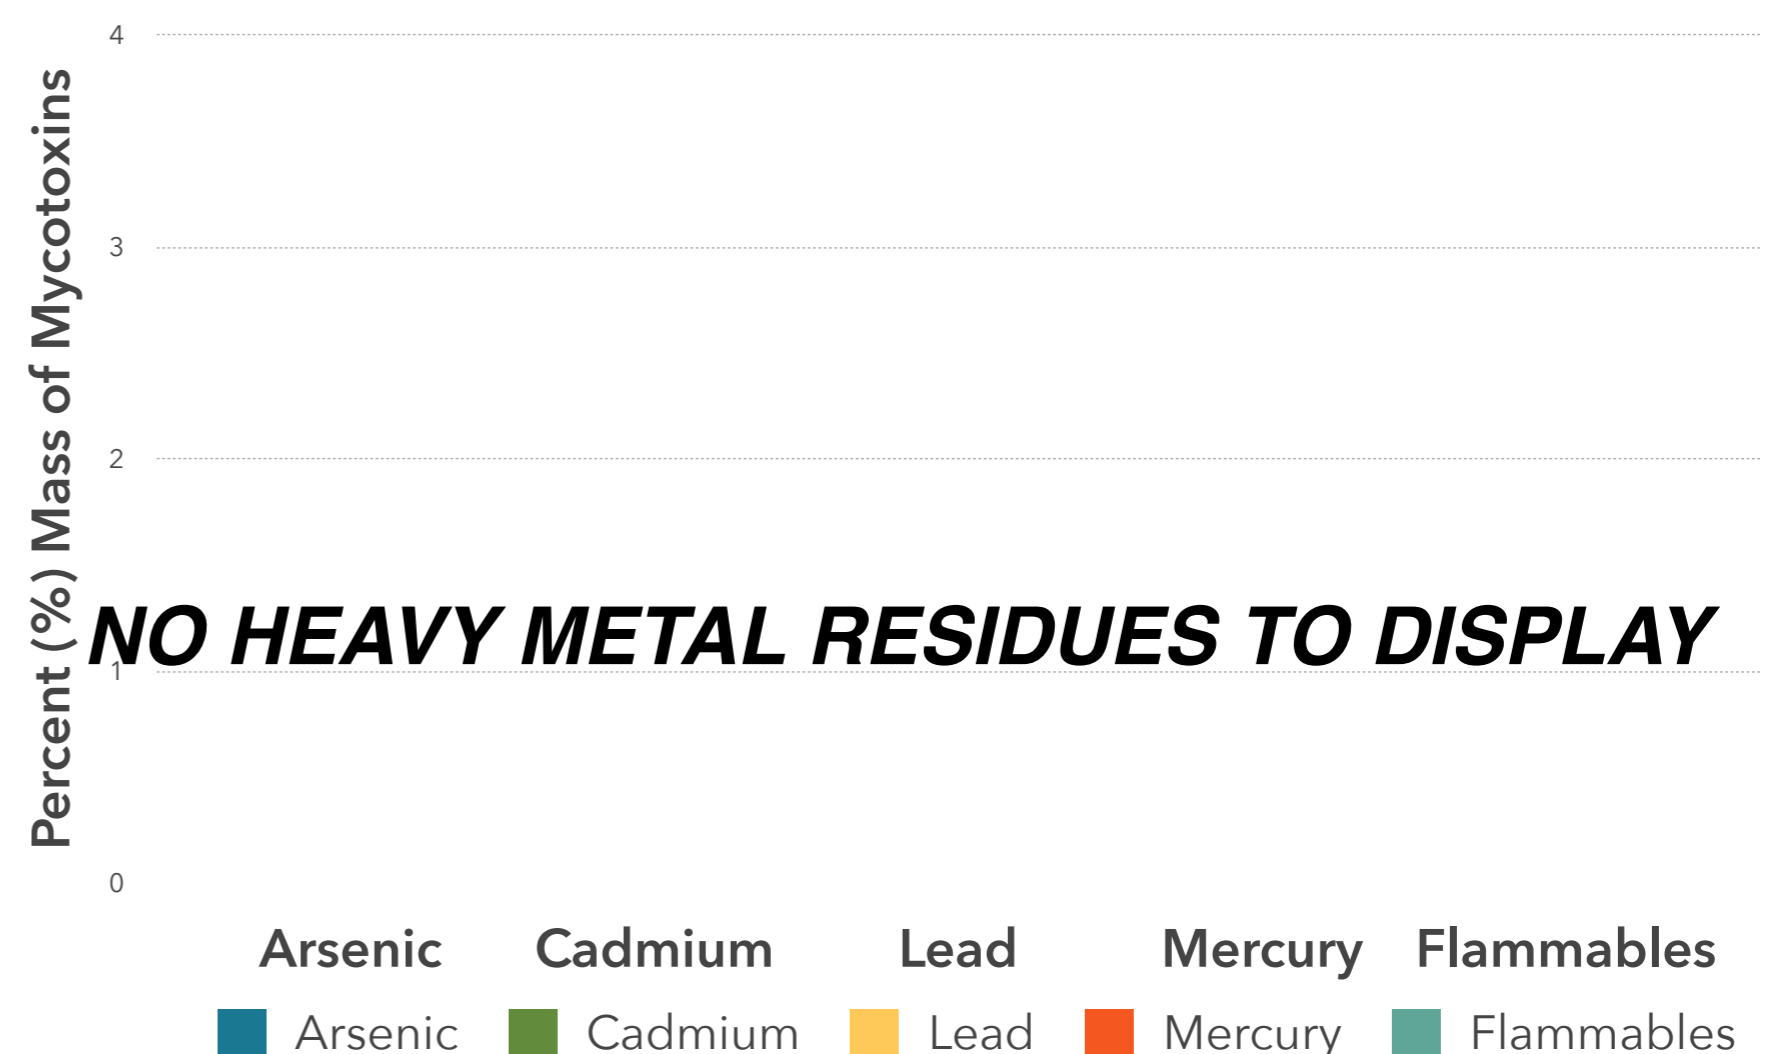 Percent (%) Mass of Mycotoxins
4
3
2
NO HEAVY METAL RESIDUES TO DISPLAY
1
0
Arsenic Cadmium Lead Mercury Flammables
Arsenic Cadmium Lead Mercury Flammables